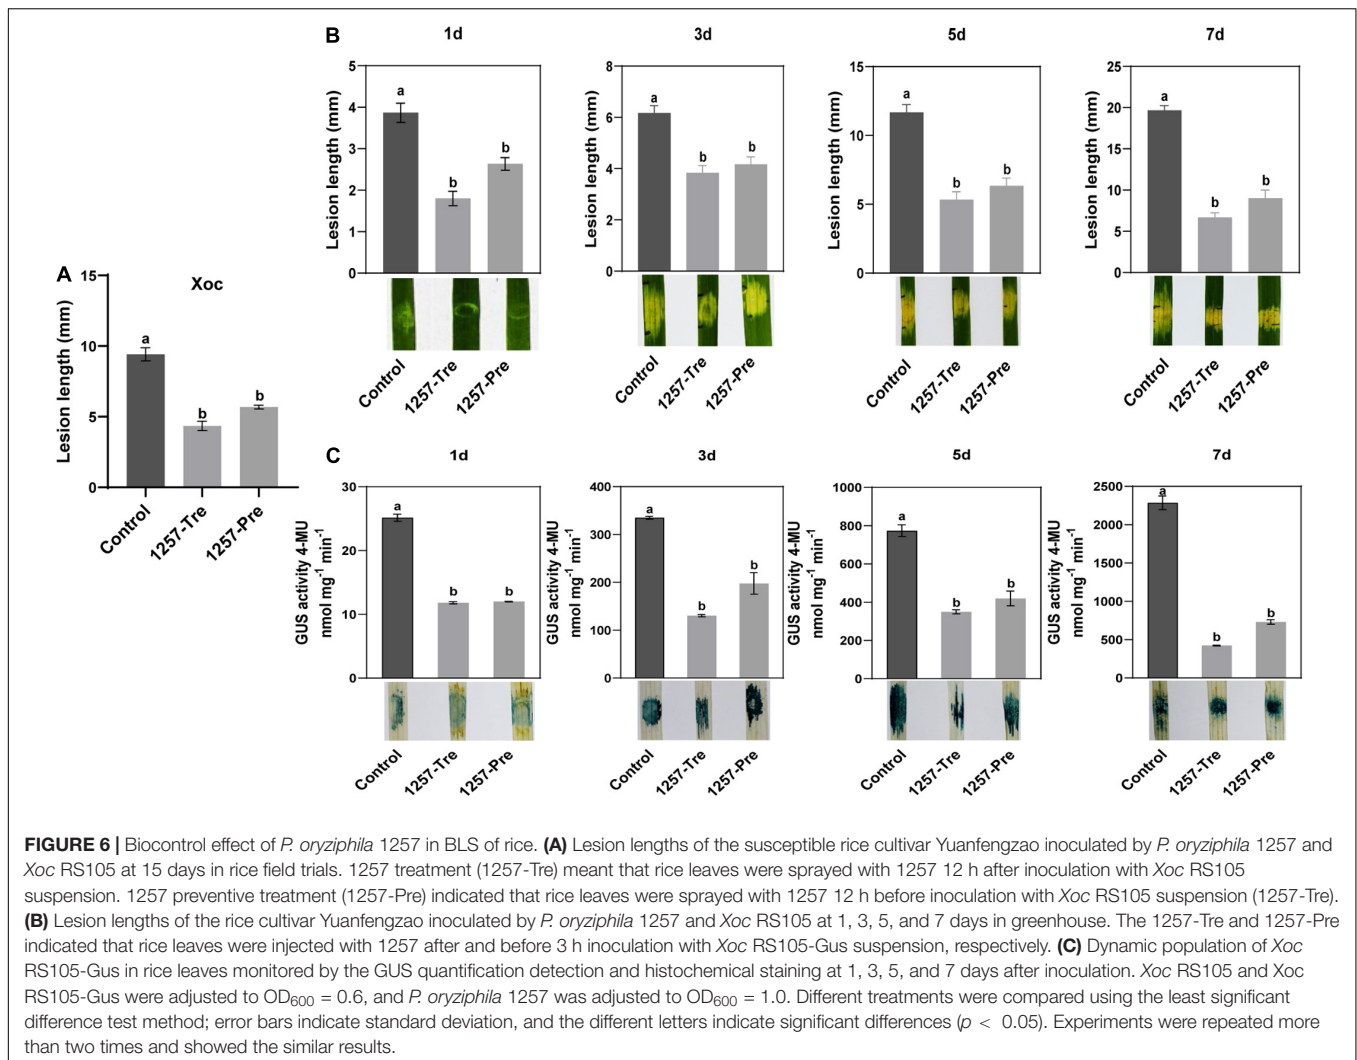 B
1d
3d
5d
7d
5
4
3
2
1
0
Lesion length (mm)
a
b
b
Control
1257-Tre
1257-Pre
8
6
4
2
0
Lesion length (mm)
a
b
b
Control
1257-Tre
1257-Pre
15
10
5
0
Lesion length (mm)
a
b
b
Control
1257-Tre
1257-Pre
25
20
15
10
5
0
Lesion length (mm)
a
b
b
Control
1257-Tre
1257-Pre
A
Xoc
15
10
5
0
Lesion length (mm)
a
b
b
Control
1257-Tre
1257-Pre
C
1d
3d
5d
7d
30
20
10
0
GUS activity 4-MU
nmol mg⁻¹ min⁻¹
a
b
b
Control
1257-Tre
1257-Pre
400
300
200
100
0
GUS activity 4-MU
nmol mg⁻¹ min⁻¹
a
b
b
Control
1257-Tre
1257-Pre
1000
800
600
400
200
0
GUS activity 4-MU
nmol mg⁻¹ min⁻¹
a
b
b
Control
1257-Tre
1257-Pre
2500
2000
1500
1000
500
0
GUS activity 4-MU
nmol mg⁻¹ min⁻¹
a
b
b
Control
1257-Tre
1257-Pre
FIGURE 6 | Biocontrol effect of P. oryziphila 1257 in BLS of rice. (A) Lesion lengths of the susceptible rice cultivar Yuanfengzao inoculated by P. oryziphila 1257 and
Xoc RS105 at 15 days in rice field trials. 1257 treatment (1257-Tre) meant that rice leaves were sprayed with 1257 12 h after inoculation with Xoc RS105
suspension. 1257 preventive treatment (1257-Pre) indicated that rice leaves were sprayed with 1257 12 h before inoculation with Xoc RS105 suspension (1257-Tre).
(B) Lesion lengths of the rice cultivar Yuanfengzao inoculated by P. oryziphila 1257 and Xoc RS105 at 1, 3, 5, and 7 days in greenhouse. The 1257-Tre and 1257-Pre
indicated that rice leaves were injected with 1257 after and before 3 h inoculation with Xoc RS105-Gus suspension, respectively. (C) Dynamic population of Xoc
RS105-Gus in rice leaves monitored by the GUS quantification detection and histochemical staining at 1, 3, 5, and 7 days after inoculation. Xoc RS105 and Xoc
RS105-Gus were adjusted to OD₆₀₀ = 0.6, and P. oryziphila 1257 was adjusted to OD₆₀₀ = 1.0. Different treatments were compared using the least significant
difference test method; error bars indicate standard deviation, and the different letters indicate significant differences (p < 0.05). Experiments were repeated more
than two times and showed the similar results.